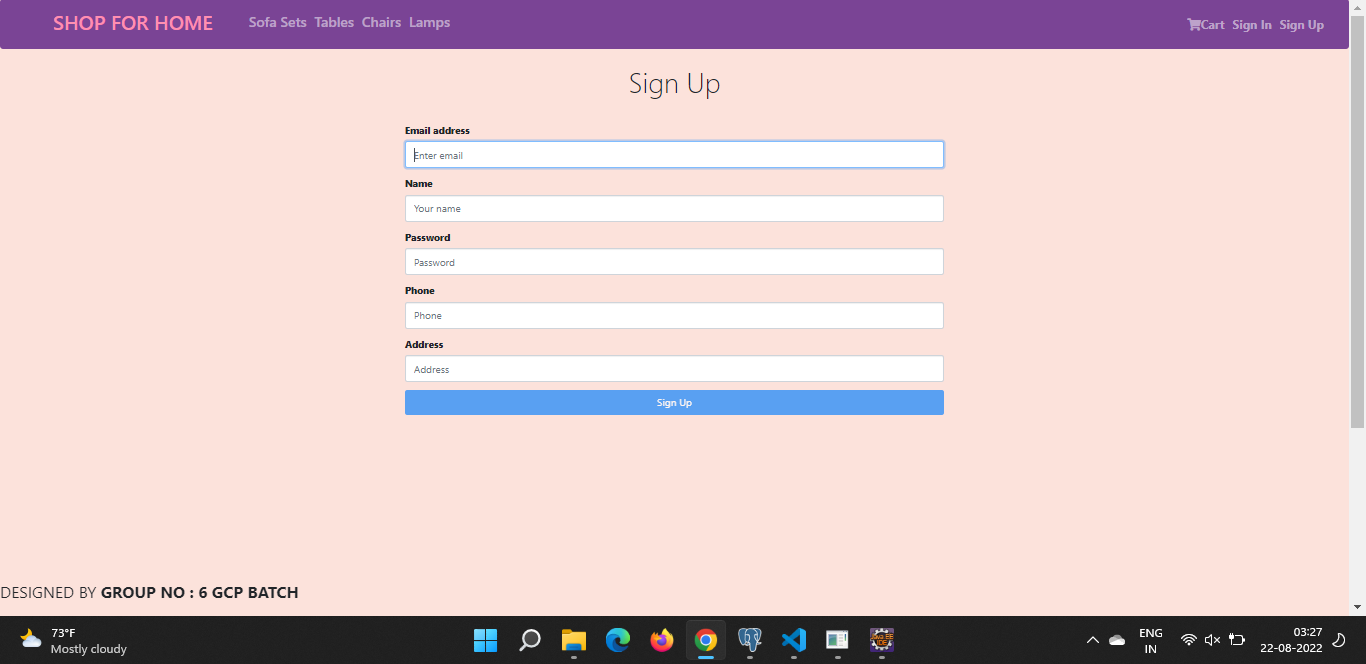 SHOP FOR HOME Sofa Sets Tables Chairs Lamps Cart Sign In Sign Up
Sign Up
Email address
Enter email
Name
Your name
Password
Password
Phone
Phone
Address
Address
Sign Up
DESIGNED BY GROUP NO : 6 GCP BATCH
73°F
Mostly cloudy
ENG
IN
03:27
22-08-2022